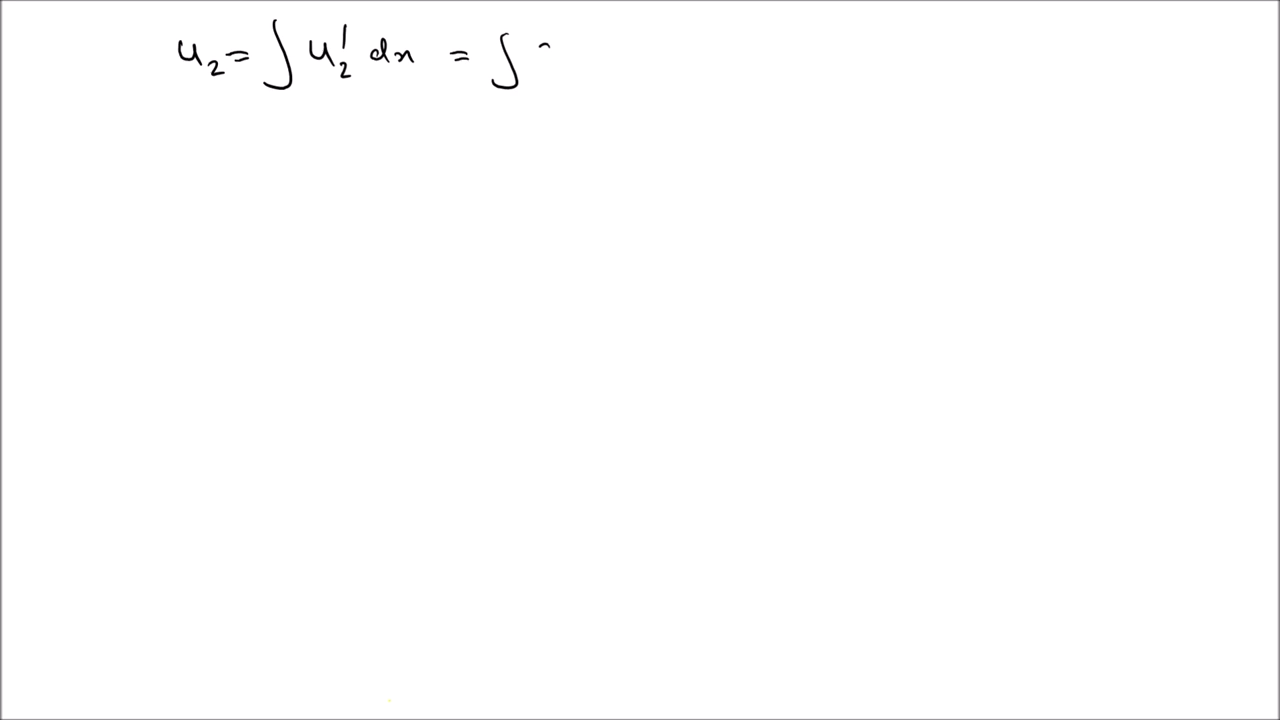 u₂ = ∫ u₂′ dx = ∫